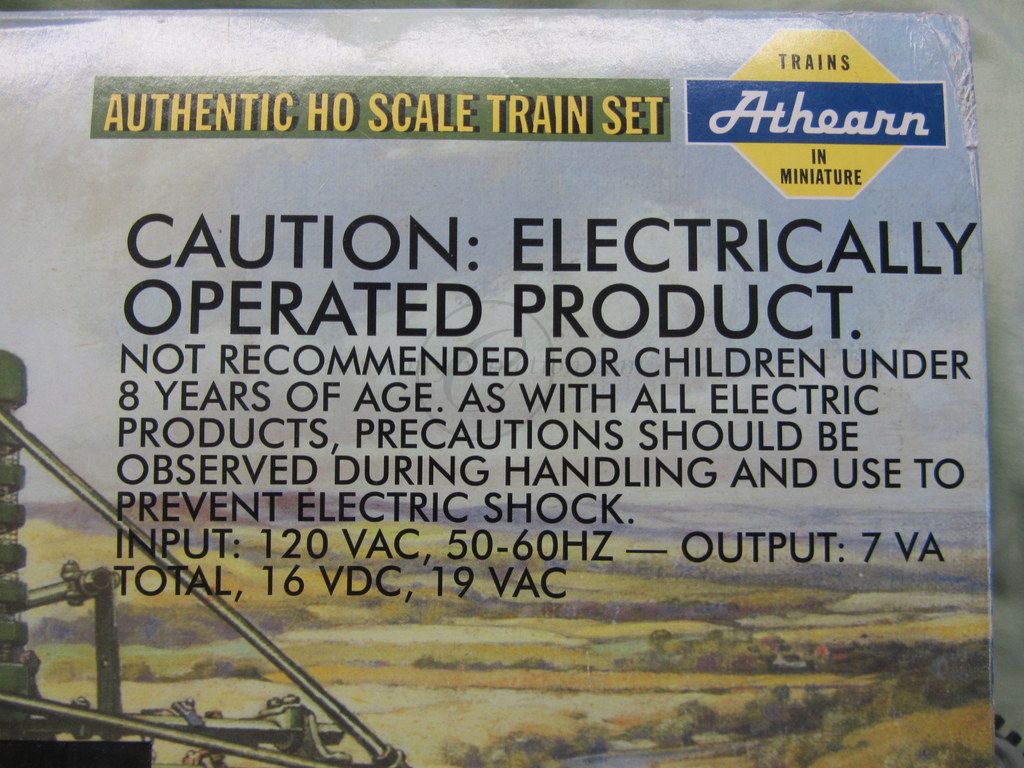 AUTHENTIC HO SCALE TRAIN SET
TRAINS
Athearn
IN
MINIATURE
CAUTION: ELECTRICALLY
OPERATED PRODUCT.
NOT RECOMMENDED FOR CHILDREN UNDER
8 YEARS OF AGE. AS WITH ALL ELECTRIC
PRODUCTS, PRECAUTIONS SHOULD BE
OBSERVED DURING HANDLING AND USE TO
PREVENT ELECTRIC SHOCK.
INPUT: 120 VAC, 50-60HZ — OUTPUT: 7 VA
TOTAL, 16 VDC, 19 VAC